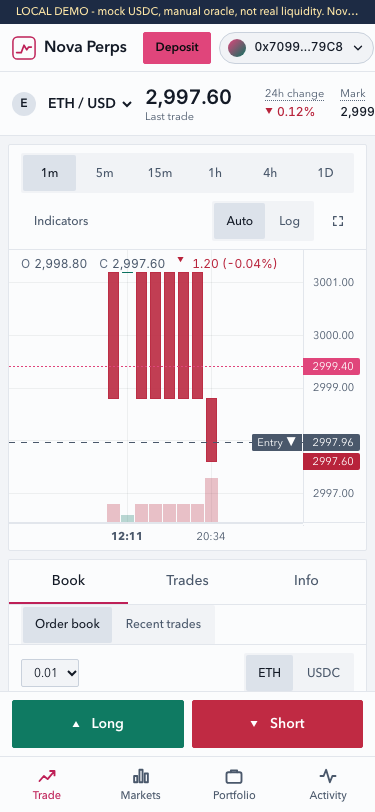 LOCAL DEMO - mock USDC, manual oracle, not real liquidity. Nov...
Nova Perps
Deposit
0x7099...79C8
E
ETH / USD
2,997.60
Last trade
24h change
0.12%
Mark
2,999
1m 5m 15m 1h 4h 1D
Indicators
Auto Log
O 2,998.80 C 2,997.60 1.20 (-0.04%)
3001.00
3000.00
2999.40
2999.00
Entry 2997.96
2997.60
2997.00
12:11 20:34
Book Trades Info
Order book Recent trades
0.01
ETH USDC
Long Short
Trade Markets Portfolio Activity